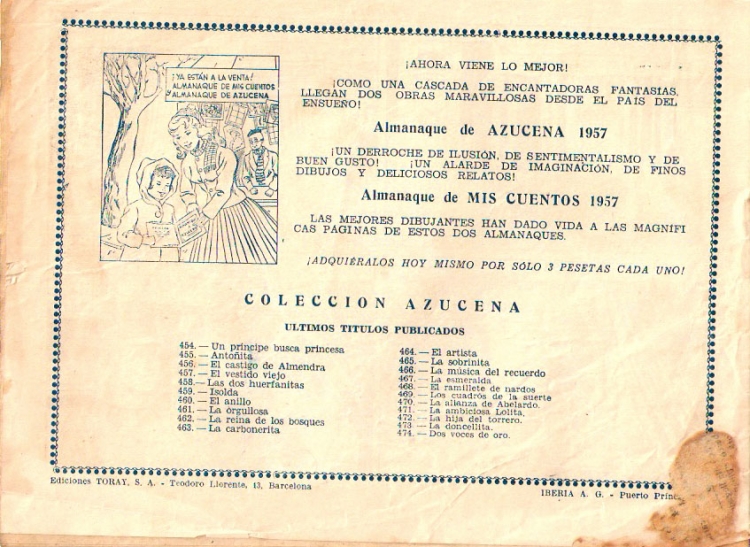 ¡YA ESTÁN A LA VENTA!
ALMANAQUE DE MIS CUENTOS
Y ALMANAQUE DE AZUCENA
¡AHORA VIENE LO MEJOR!
¡COMO UNA CASCADA DE ENCANTADORAS FANTASIAS,
LLEGAN DOS OBRAS MARAVILLOSAS DESDE EL PAIS DEL
ENSUEÑO!
Almanaque de AZUCENA 1957
¡UN DERROCHE DE ILUSIÓN, DE SENTIMENTALISMO Y DE
BUEN GUSTO! ¡UN ALARDE DE IMAGINACIÓN, DE FINOS
DIBUJOS Y DELICIOSOS RELATOS!
Almanaque de MIS CUENTOS 1957
LAS MEJORES DIBUJANTES HAN DADO VIDA A LAS MAGNÍFI
CAS PAGINAS DE ESTOS DOS ALMANAQUES.
¡ADQUIÉRALOS HOY MISMO POR SÓLO 3 PESETAS CADA UNO!
COLECCION AZUCENA
ULTIMOS TITULOS PUBLICADOS
454.— Un príncipe busca princesa
455.— Antoñita
456.— El castigo de Almendra
457.— El vestido viejo
458.— Las dos huerfanitas
459.— Isolda
460.— El anillo
461.— La orgullosa
462.— La reina de los bosques
463.— La carbonerita
464.— El artista
465.— La sobrinita
466.— La música del recuerdo
467.— La esmeralda
468.— El ramillete de nardos
469.— Los cuadros de la suerte
470.— La alianza de Abelardo.
471.— La ambiciosa Lolita.
472.— La hija del torrero.
473.— La doncellita.
474.— Dos voces de oro.
Ediciones TORAY, S. A. - Teodoro Llorente, 13, Barcelona
IBERIA A. G. - Puerto